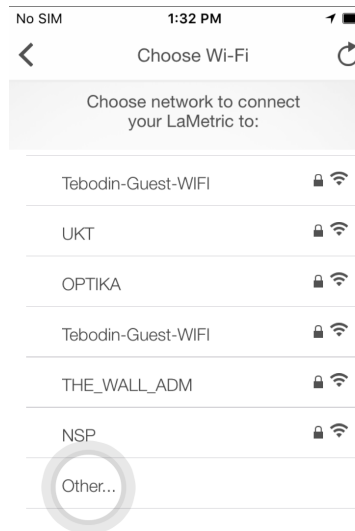 No SIM 1:32 PM
Choose Wi-Fi
Choose network to connect
your LaMetric to:
Tebodin-Guest-WIFI
UKT
OPTIKA
Tebodin-Guest-WIFI
THE_WALL_ADM
NSP
Other...